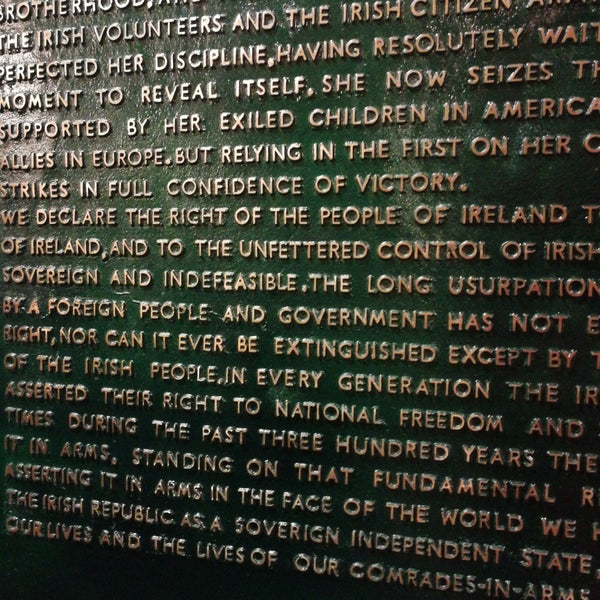 BROTHERHOOD, AND
THE IRISH VOLUNTEERS AND THE IRISH CITIZEN ARM
PERFECTED HER DISCIPLINE, HAVING RESOLUTELY WAIT
MOMENT TO REVEAL ITSELF, SHE NOW SEIZES TH
SUPPORTED BY HER EXILED CHILDREN IN AMERICA
ALLIES IN EUROPE. BUT RELYING IN THE FIRST ON HER O
STRIKES IN FULL CONFIDENCE OF VICTORY.
WE DECLARE THE RIGHT OF THE PEOPLE OF IRELAND T
OF IRELAND, AND TO THE UNFETTERED CONTROL OF IRISH
SOVEREIGN AND INDEFEASIBLE. THE LONG USURPATION
BY A FOREIGN PEOPLE AND GOVERNMENT HAS NOT E
RIGHT, NOR CAN IT EVER BE EXTINGUISHED EXCEPT BY T
OF THE IRISH PEOPLE. IN EVERY GENERATION THE IR
ASSERTED THEIR RIGHT TO NATIONAL FREEDOM AND
TIMES DURING THE PAST THREE HUNDRED YEARS THE
IT IN ARMS. STANDING ON THAT FUNDAMENTAL RI
ASSERTING IT IN ARMS IN THE FACE OF THE WORLD WE H
THE IRISH REPUBLIC AS A SOVERIGN INDEPENDENT STATE,
OUR LIVES AND THE LIVES OF OUR COMRADES-IN-ARMS